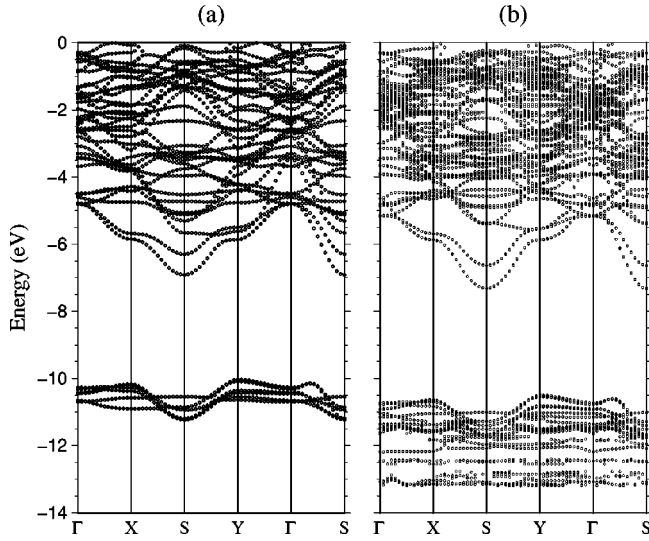 (a) (b)
0
−2
−4
−6
−8
−10
−12
−14
Energy (eV)
Γ X S Y Γ S Γ X S Y Γ S